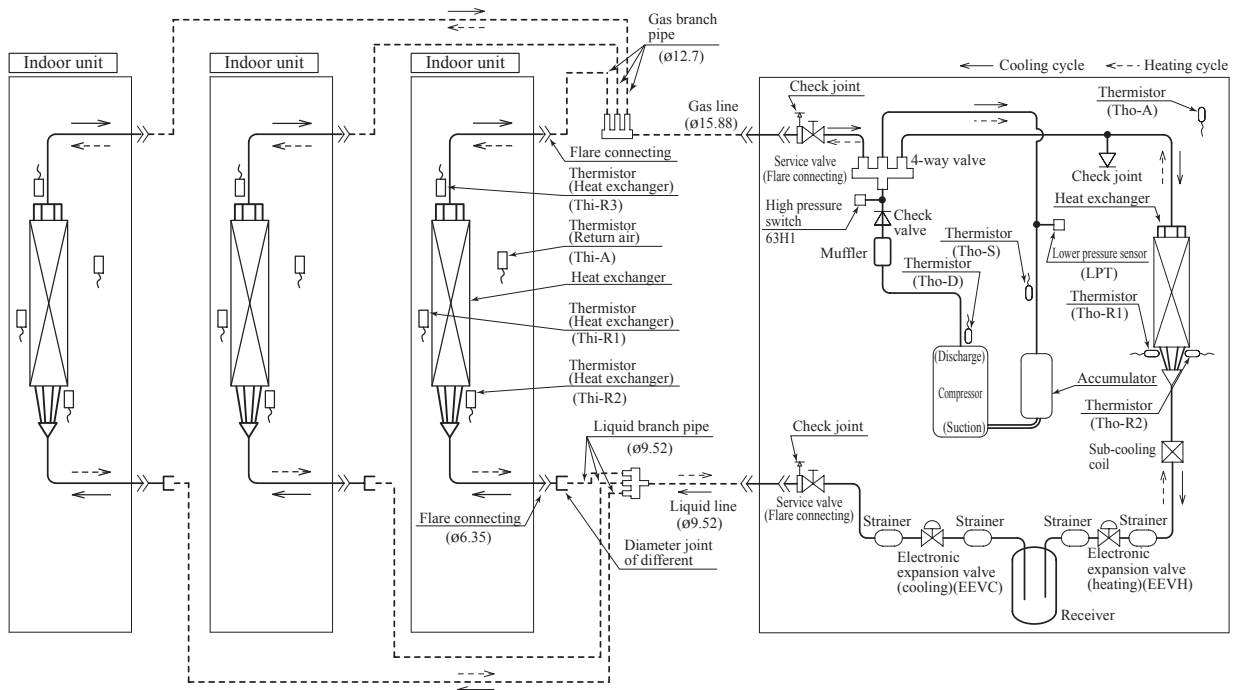 Indoor unit
Indoor unit
Indoor unit
Gas branch
pipe
(ø12.7)
Gas line
(ø15.88)
Flare connecting
Thermistor
(Heat exchanger)
(Thi-R3)
Thermistor
(Return air)
(Thi-A)
Heat exchanger
Thermistor
(Heat exchanger)
(Thi-R1)
Thermistor
(Heat exchanger)
(Thi-R2)
Liquid branch pipe
(ø9.52)
Flare connecting
(ø6.35)
Diameter joint
of different
Liquid line
(ø9.52)
Cooling cycle
Heating cycle
Check joint
Thermistor
(Tho-A)
Service valve
(Flare connecting)
4-way valve
Check joint
High pressure
switch
63H1
Check
valve
Muffler
Heat exchanger
Thermistor
(Tho-S)
Lower pressure sensor
(LPT)
Thermistor
(Tho-D)
Thermistor
(Tho-R1)
(Discharge)
Compressor
(Suction)
Accumulator
Thermistor
(Tho-R2)
Check joint
Sub-cooling
coil
Service valve
(Flare connecting)
Strainer
Strainer
Strainer
Strainer
Electronic
expansion valve
(cooling)(EEVC)
Electronic
expansion valve
(heating)(EEVH)
Receiver